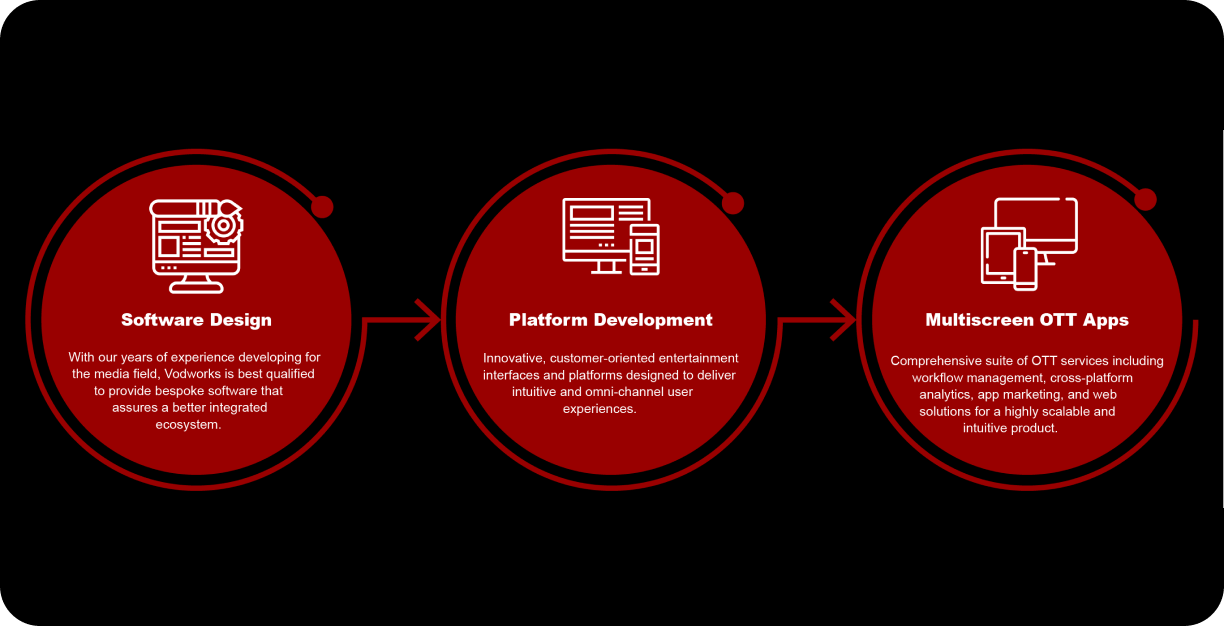 Software Design
With our years of experience developing for
the media field, Vodworks is best qualified
to provide bespoke software that
assures a better integrated
ecosystem.
Platform Development
Innovative, customer-oriented entertainment
interfaces and platforms designed to deliver
intuitive and omni-channel user
experiences.
Multiscreen OTT Apps
Comprehensive suite of OTT services including
workflow management, cross-platform
analytics, app marketing, and web
solutions for a highly scalable and
intuitive product.